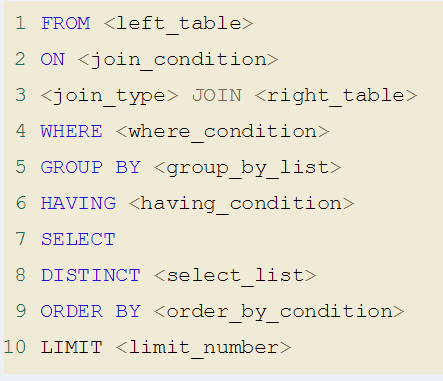 1 FROM <left_table>
2 ON <join_condition>
3 <join_type> JOIN <right_table>
4 WHERE <where_condition>
5 GROUP BY <group_by_list>
6 HAVING <having_condition>
7 SELECT
8 DISTINCT <select_list>
9 ORDER BY <order_by_condition>
10 LIMIT <limit_number>